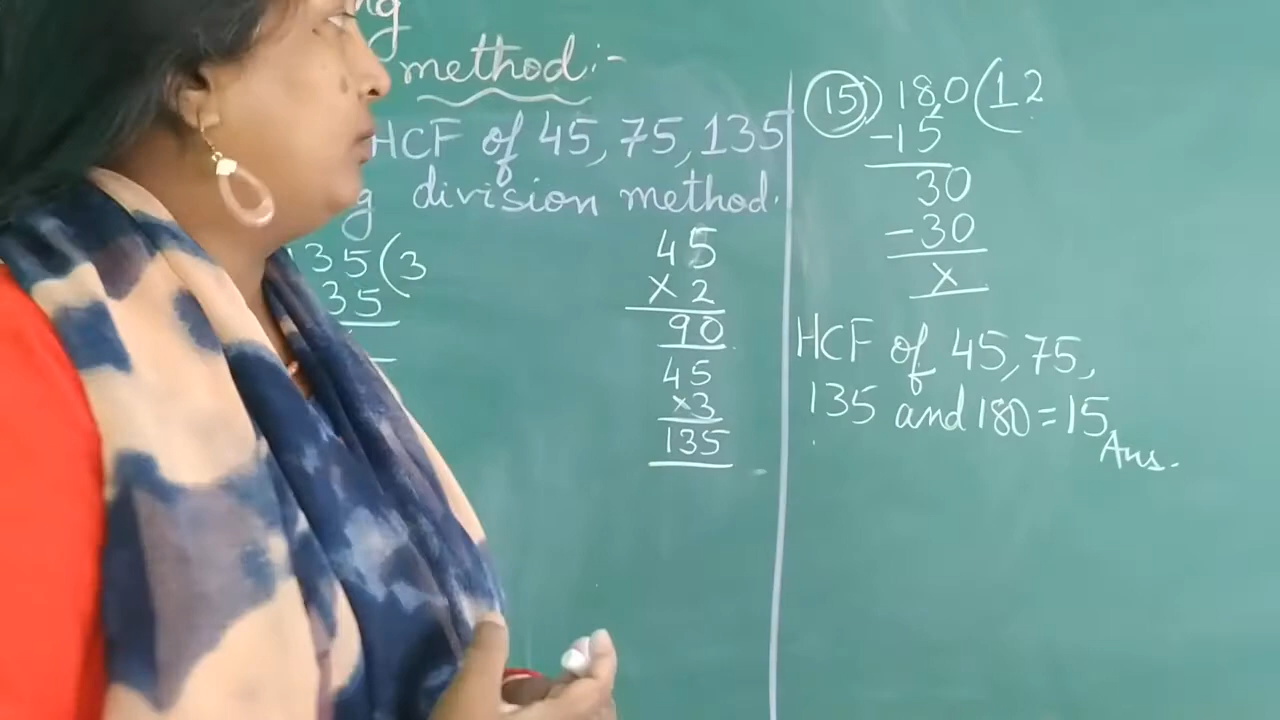 method:-
HCF of 45, 75, 135
division method.
35(3
35
45
×2
90
45
×3
135
15)180(12
-15
30
-30
×
HCF of 45, 75,
135 and 180 = 15
Ans.